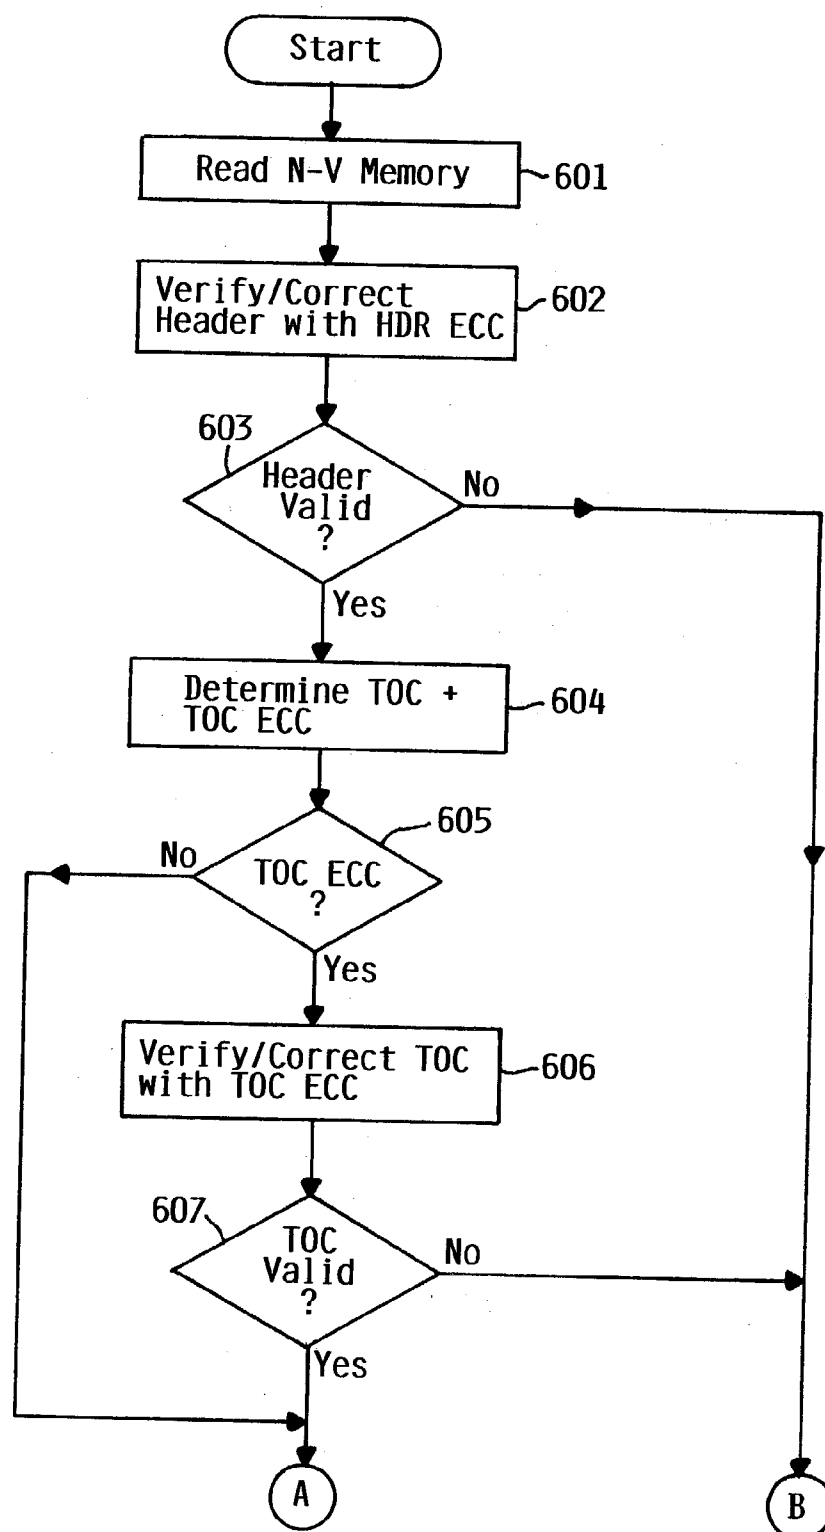 Start
Read N-V Memory
601
Verify/Correct
Header with HDR ECC
602
603
Header
Valid
?
No
Yes
Determine TOC +
TOC ECC
604
605
No
TOC ECC
?
Yes
Verify/Correct TOC
with TOC ECC
606
607
TOC
Valid
?
No
Yes
A
B